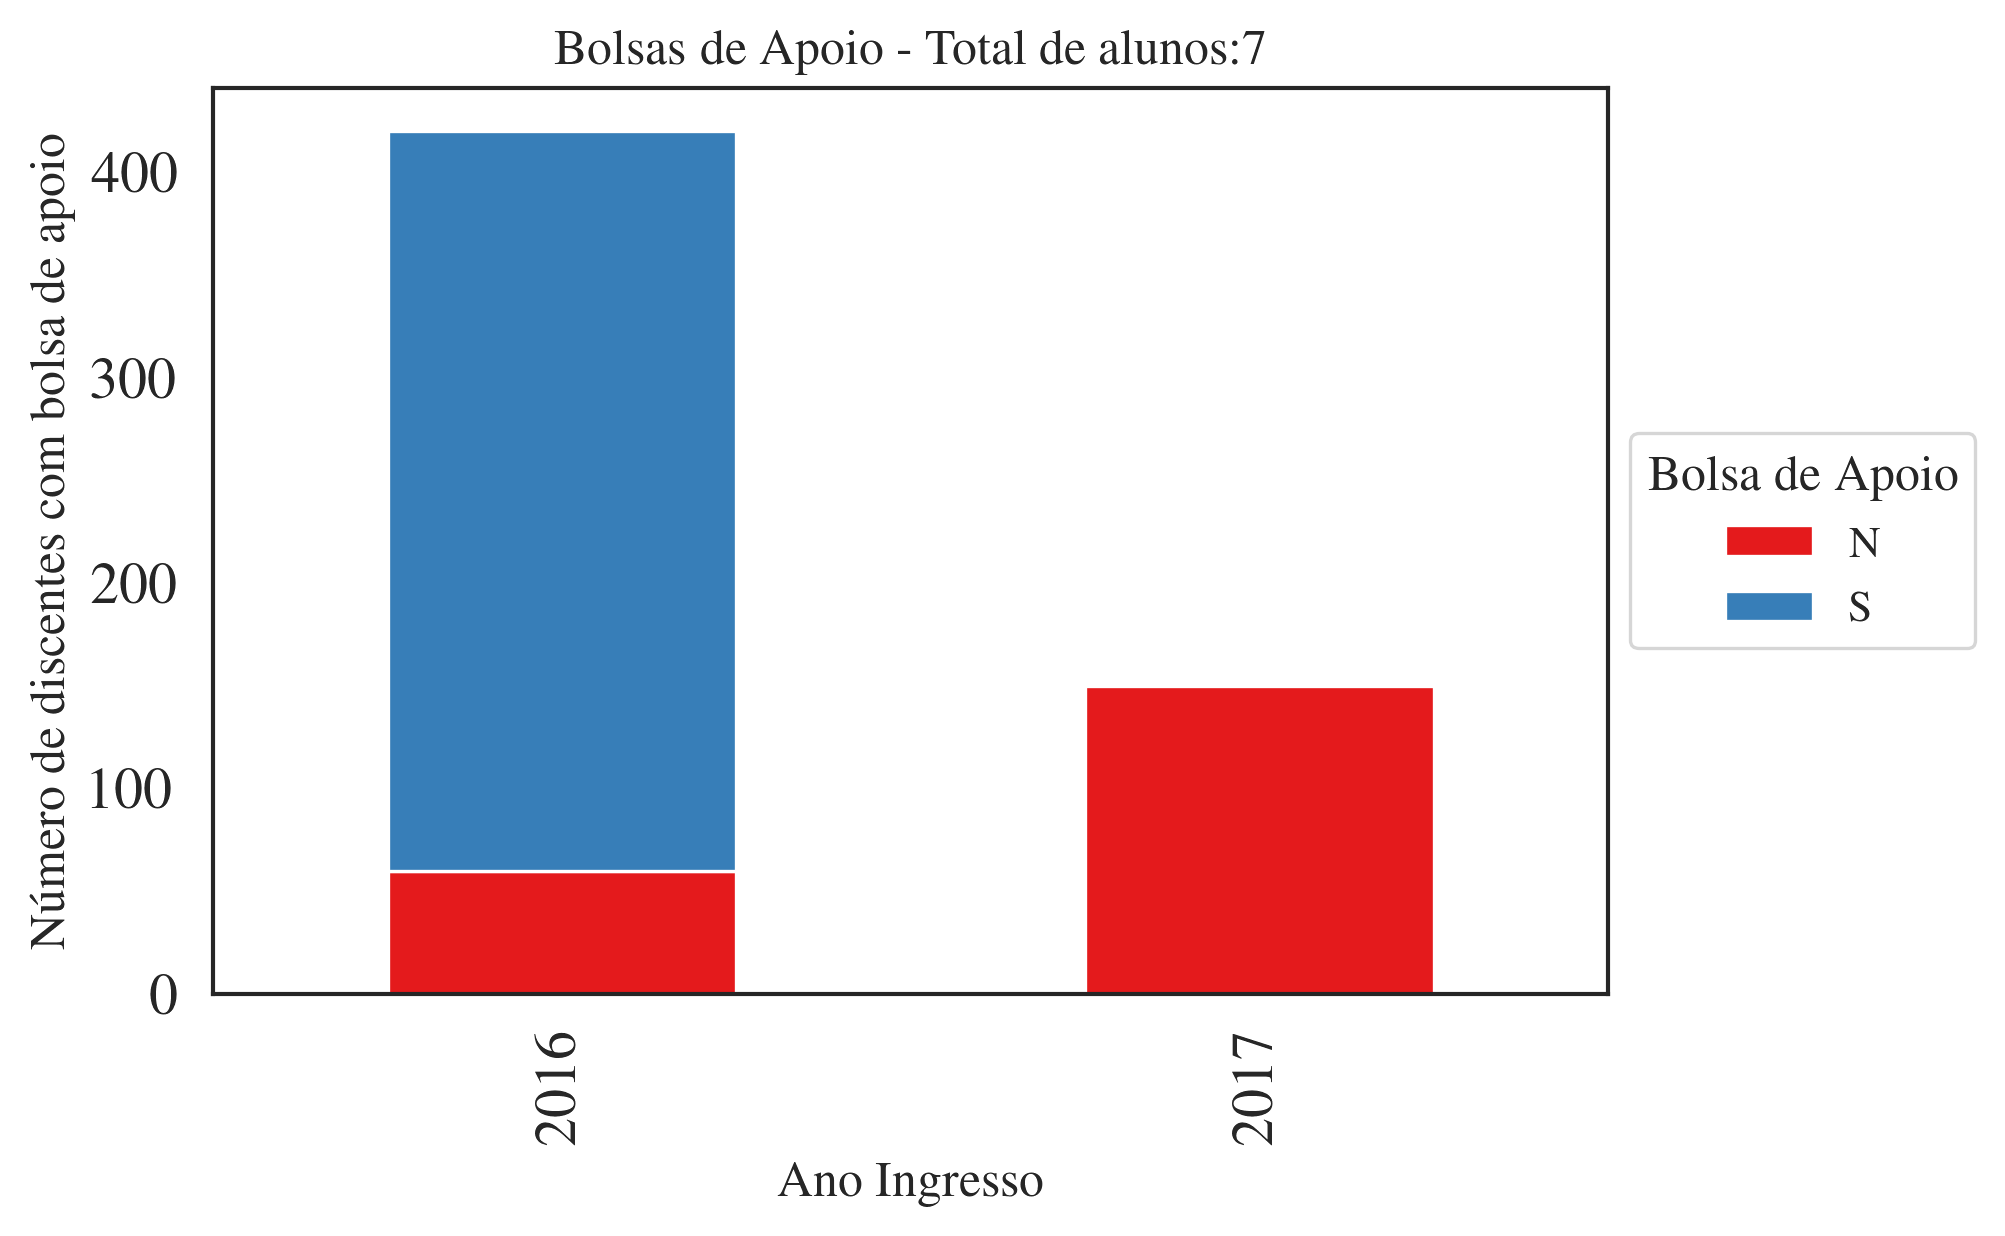 Bolsas de Apoio - Total de alunos:7
Número de discentes com bolsa de apoio
400
300
200
100
0
2016
2017
Ano Ingresso
Bolsa de Apoio
N
S